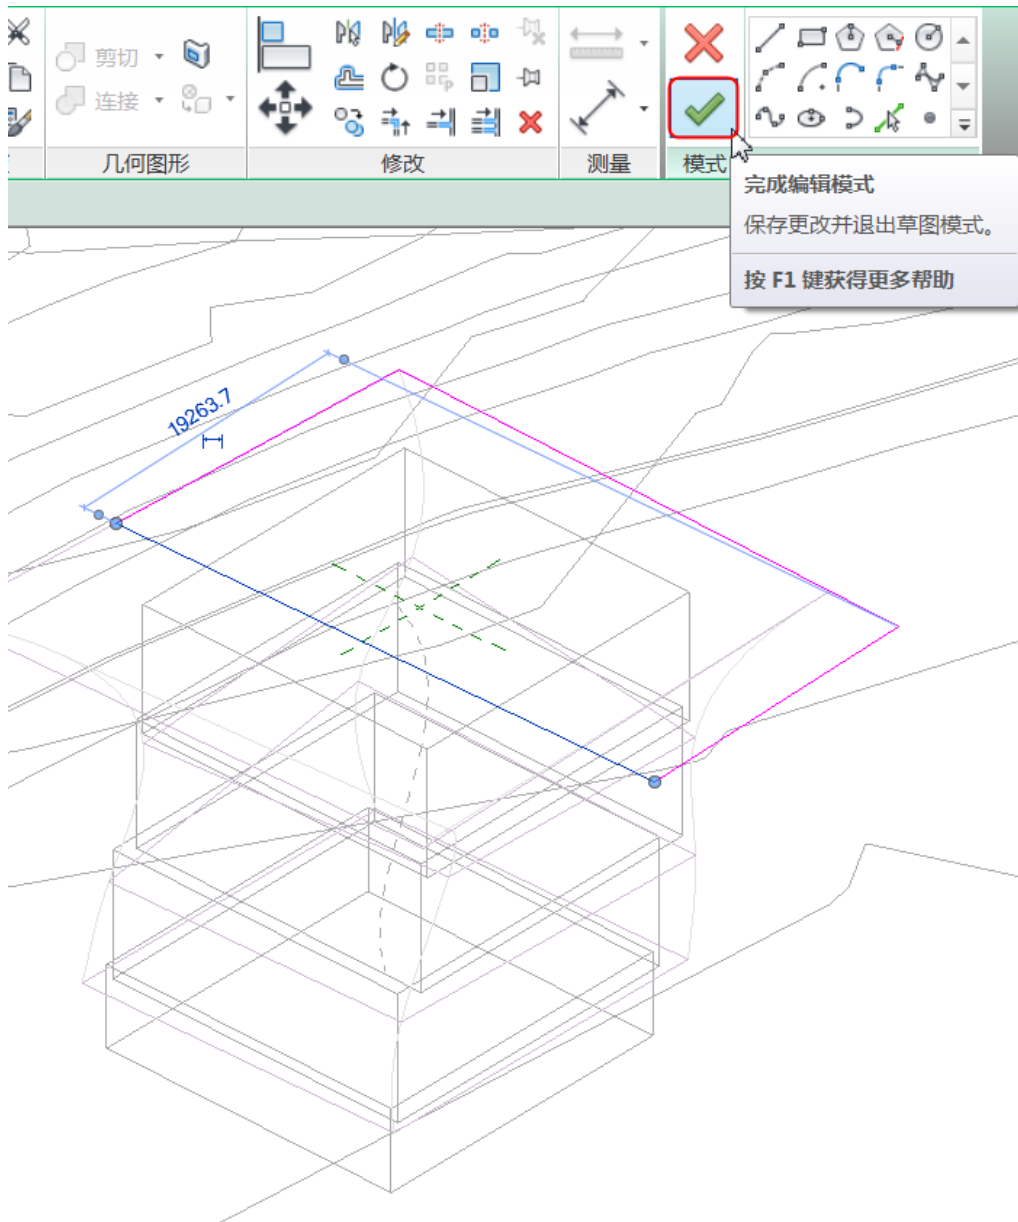 剪切
连接
几何图形
修改
测量
模式
完成编辑模式
保存更改并退出草图模式。
按 F1 键获得更多帮助
19263.7